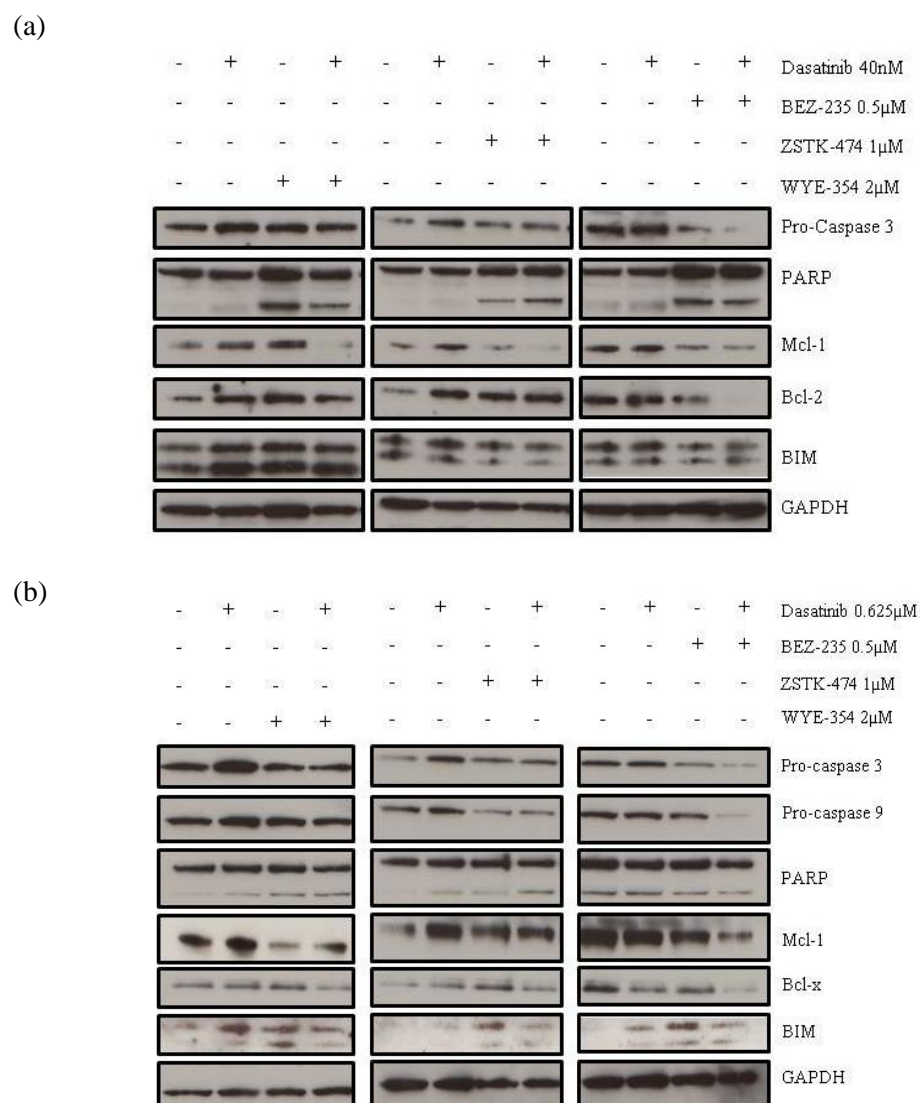 (a)
- + - + - + - + - + - + Dasatinib 40nM
- - - - - - - - - - + + BEZ-235 0.5µM
- - - - - - + + - - - - ZSTK-474 1µM
- - + + - - - - - - - - WYE-354 2µM
Pro-Caspase 3
PARP
Mcl-1
Bcl-2
BIM
GAPDH
(b)
- + - + - + - + - + - + Dasatinib 0.625µM
- - - - - - - - - - + + BEZ-235 0.5µM
- - - - - - + + - - - - ZSTK-474 1µM
- - + + - - - - - - - - WYE-354 2µM
Pro-caspase 3
Pro-caspase 9
PARP
Mcl-1
Bcl-x
BIM
GAPDH